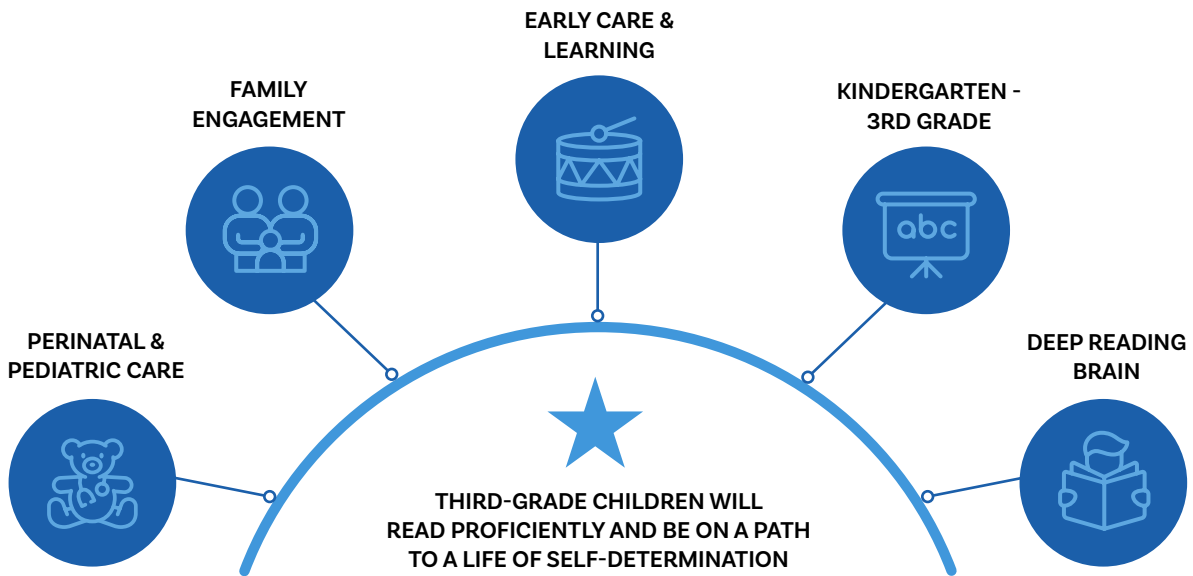 EARLY CARE &
LEARNING
FAMILY
ENGAGEMENT
KINDERGARTEN -
3RD GRADE
abc
PERINATAL &
PEDIATRIC CARE
DEEP READING
BRAIN
THIRD-GRADE CHILDREN WILL
READ PROFICIENTLY AND BE ON A PATH
TO A LIFE OF SELF-DETERMINATION